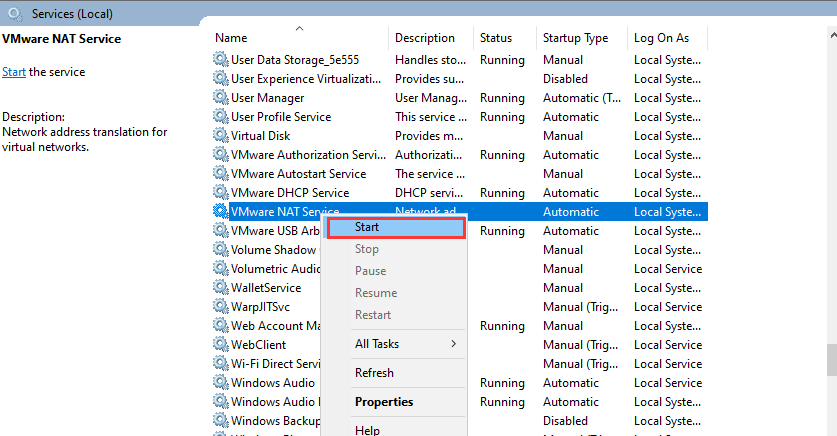 Services (Local)
VMware NAT Service
Start the service
Description:
Network address translation for
virtual networks.
Name Description Status Startup Type Log On As
User Data Storage_5e555 Handles sto... Running Manual Local Syste...
User Experience Virtualizati... Provides su... Disabled Local Syste...
User Manager User Manag... Running Automatic (T... Local Syste...
User Profile Service This service ... Running Automatic Local Syste...
Virtual Disk Provides m... Manual Local Syste...
VMware Authorization Servi... Authorizati... Running Automatic Local Syste...
VMware Autostart Service The service ... Manual Local Syste...
VMware DHCP Service DHCP servi... Running Automatic Local Syste...
VMware NAT Service Network ad... Automatic Local Syste...
VMware USB Arb Running Automatic Local Syste...
Volume Shadow Manual Local Syste...
Volumetric Audio Manual Local Service
WalletService Manual Local Syste...
WarpJITSvc Manual (Trig... Local Service
Web Account Ma Running Manual Local Syste...
WebClient Manual (Trig... Local Service
Wi-Fi Direct Servi Manual (Trig... Local Service
Windows Audio Running Automatic Local Service
Windows Audio Running Automatic Local Service
Windows Backup Disabled Local Syste...
Start
Stop
Pause
Resume
Restart
All Tasks
Refresh
Properties
Help